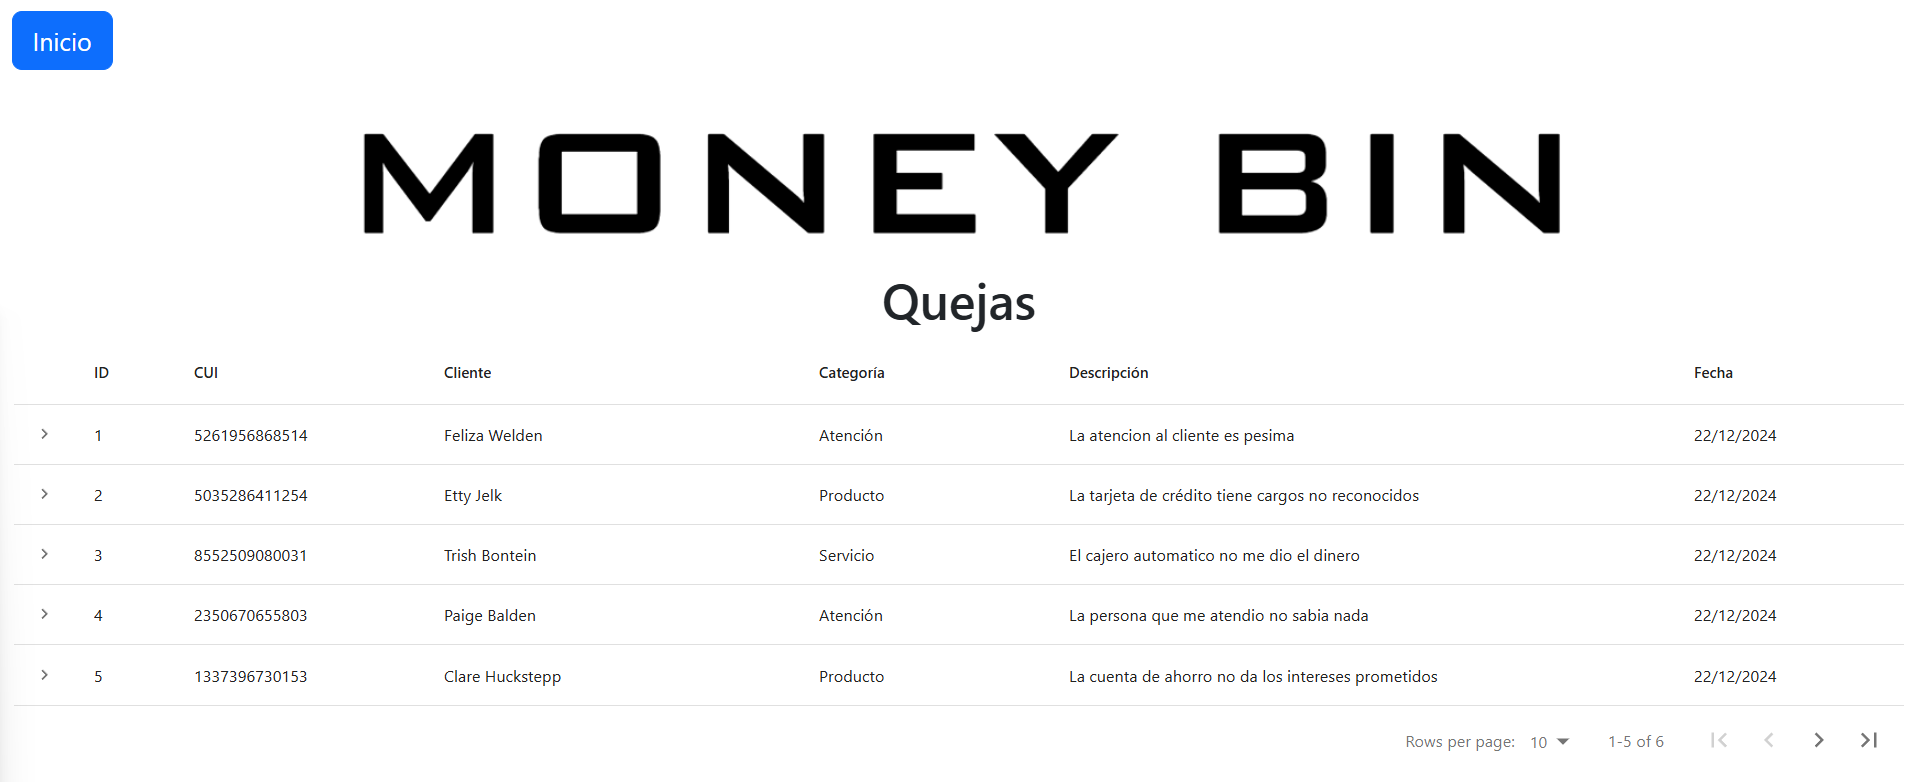 Inicio
MONEY BIN
Quejas
ID CUI Cliente Categoría Descripción Fecha
1 5261956868514 Feliza Welden Atención La atencion al cliente es pesima 22/12/2024
2 5035286411254 Etty Jelk Producto La tarjeta de crédito tiene cargos no reconocidos 22/12/2024
3 8552509080031 Trish Bontein Servicio El cajero automatico no me dio el dinero 22/12/2024
4 2350670655803 Paige Balden Atención La persona que me atendio no sabia nada 22/12/2024
5 1337396730153 Clare Huckstepp Producto La cuenta de ahorro no da los intereses prometidos 22/12/2024
Rows per page: 10 1-5 of 6